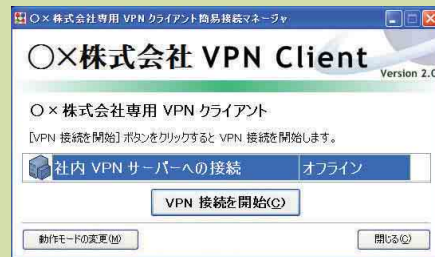 〇×株式会社専用 VPN クライアント簡易接続マネージャ
〇×株式会社 VPN Client
Version 2.0
〇×株式会社専用 VPN クライアント
[VPN 接続を開始] ボタンをクリックすると VPN 接続を開始します。
社内 VPN サーバーへの接続 オフライン
VPN 接続を開始(C)
動作モードの変更(M) 閉じる(C)